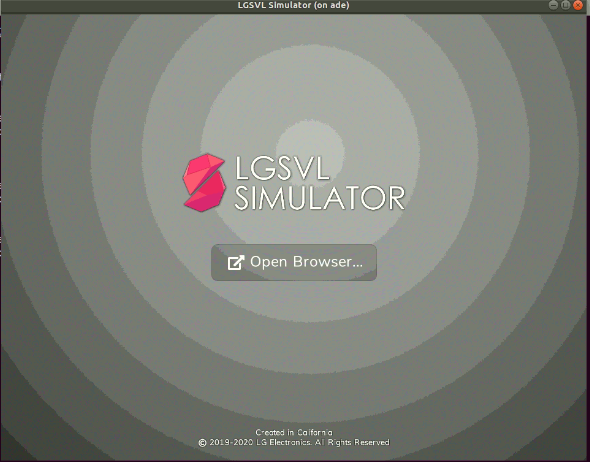 LGSVL Simulator (on ade)
LGSVL
SIMULATOR
Open Browser...
Created in California
© 2019-2020 LG Electronics. All Rights Reserved